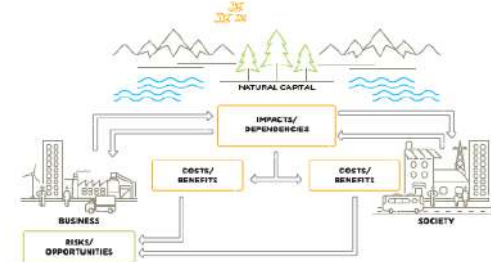 NATURAL CAPITAL
IMPACTS/
DEPENDENCIES
COSTS/
BENEFITS
COSTS/
BENEFITS
BUSINESS
SOCIETY
RISKS/
OPPORTUNITIES